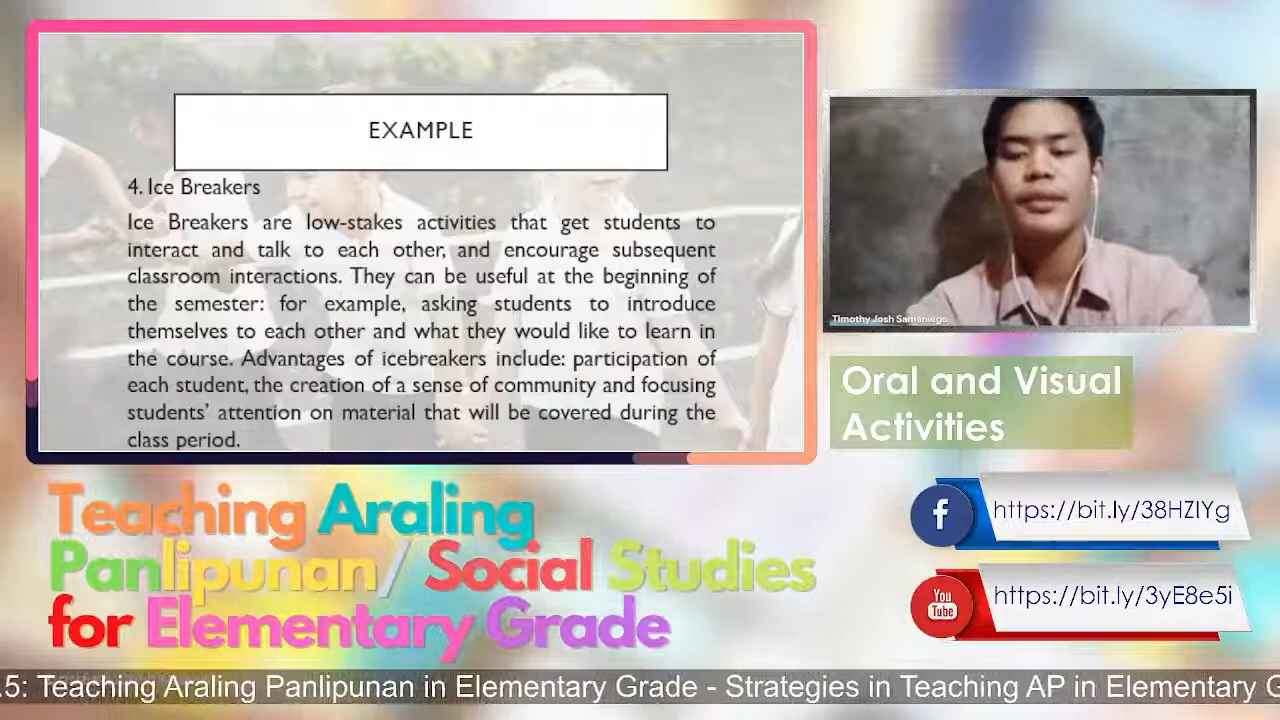 EXAMPLE
4. Ice Breakers
Ice Breakers are low-stakes activities that get students to
interact and talk to each other, and encourage subsequent
classroom interactions. They can be useful at the beginning of
the semester: for example, asking students to introduce
themselves to each other and what they would like to learn in
the course. Advantages of icebreakers include: participation of
each student, the creation of a sense of community and focusing
students' attention on material that will be covered during the
class period.
Timothy Josh Samaniego
Oral and Visual
Activities
f
https://bit.ly/38HZIYg
You
Tube
https://bit.ly/3yE8e5i
Teaching Araling
Panlipunan/ Social Studies
for Elementary Grade
.5: Teaching Araling Panlipunan in Elementary Grade - Strategies in Teaching AP in Elementary G